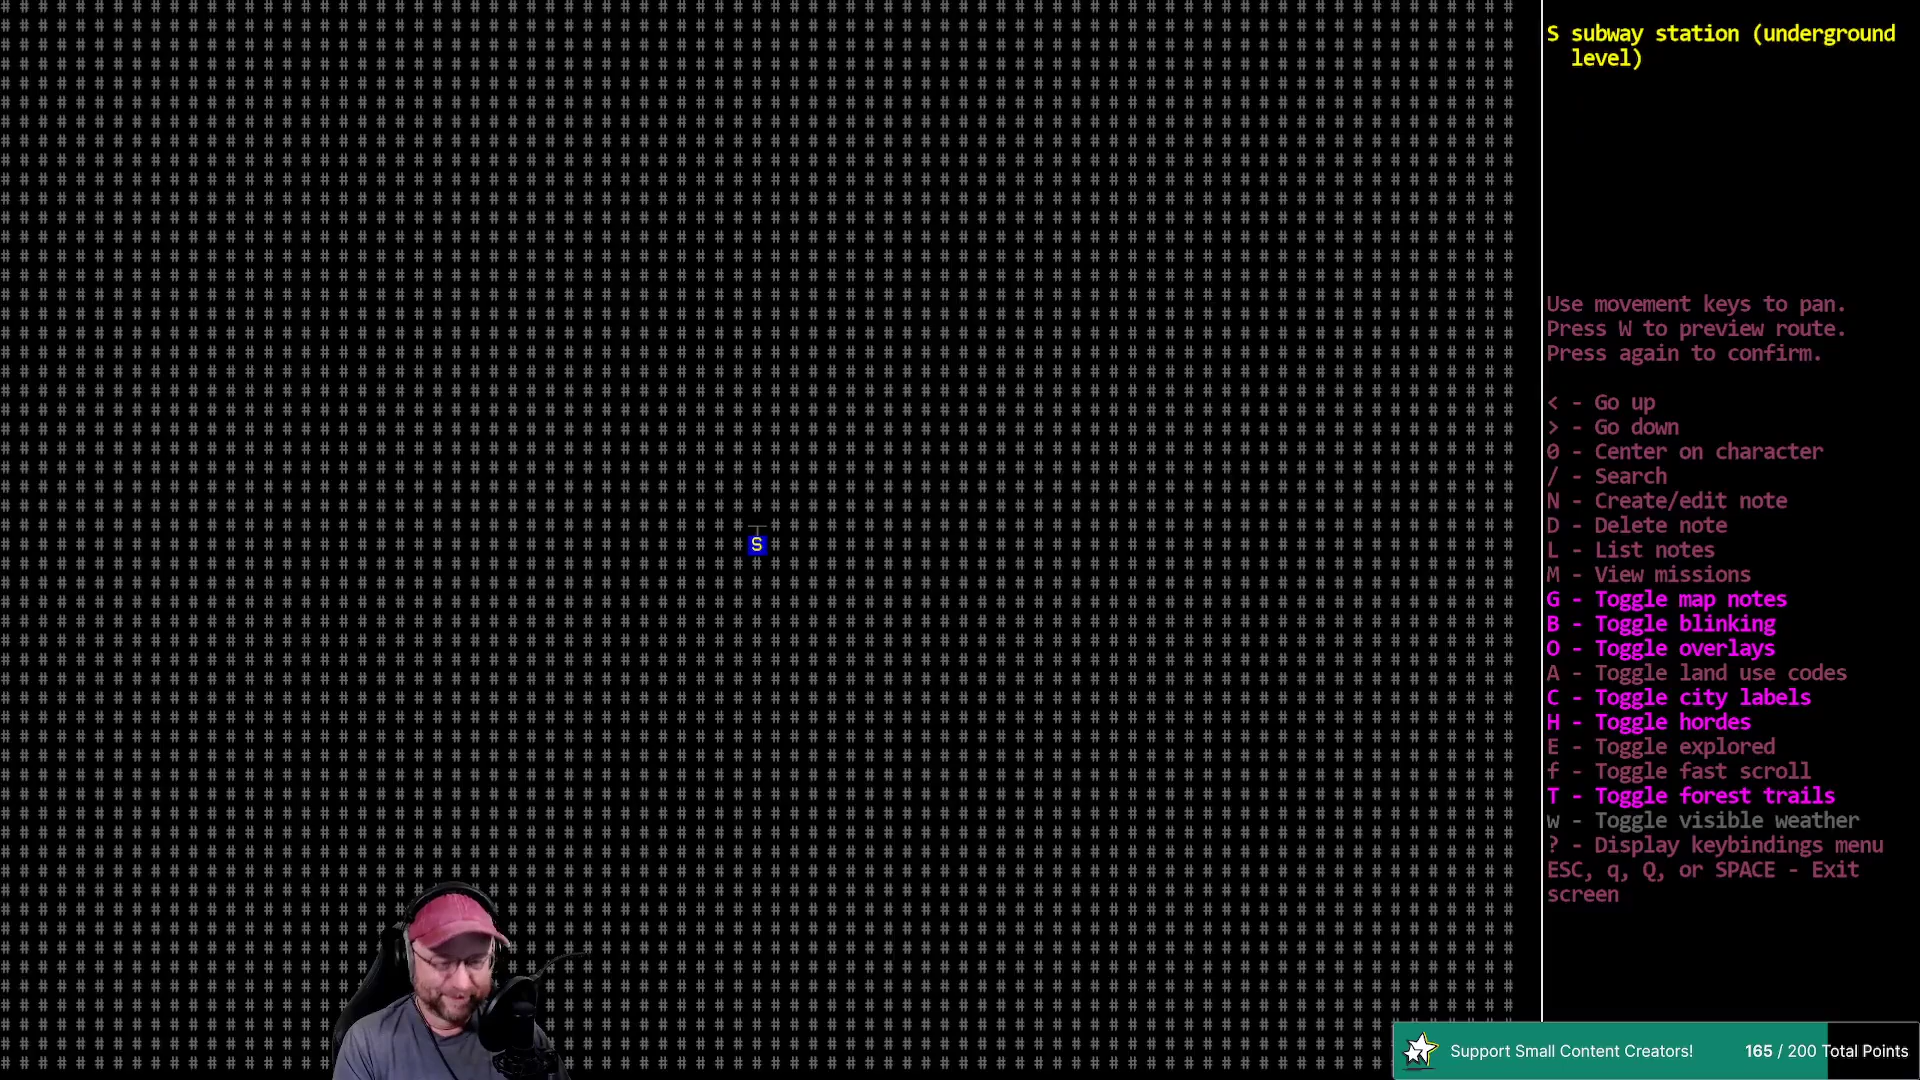 S subway station (underground
level)
Use movement keys to pan.
Press W to preview route.
Press again to confirm.
< - Go up
> - Go down
0 - Center on character
/ - Search
N - Create/edit note
D - Delete note
L - List notes
M - View missions
G - Toggle map notes
B - Toggle blinking
O - Toggle overlays
A - Toggle land use codes
C - Toggle city labels
H - Toggle hordes
E - Toggle explored
f - Toggle fast scroll
T - Toggle forest trails
w - Toggle visible weather
? - Display keybindings menu
ESC, q, Q, or SPACE - Exit
screen
S
Support Small Content Creators! 165 / 200 Total Points